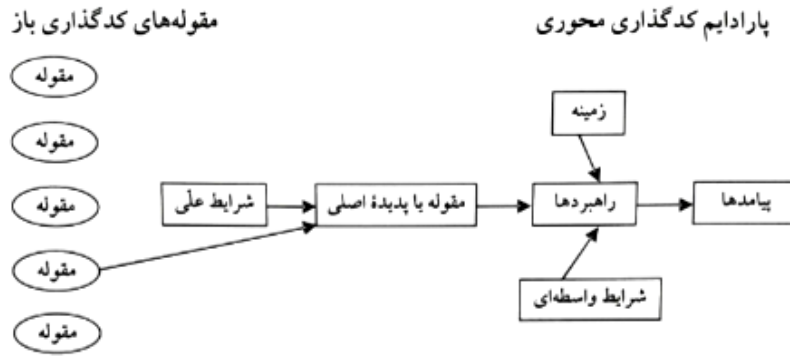 پارادایم کدگذاری محوری
مقوله‌های کدگذاری باز
مقوله
مقوله
مقوله
مقوله
مقوله
زمینه
شرایط علّی
مقوله یا پدیدهٔ اصلی
راهبردها
پیامدها
شرایط واسطه‌ای